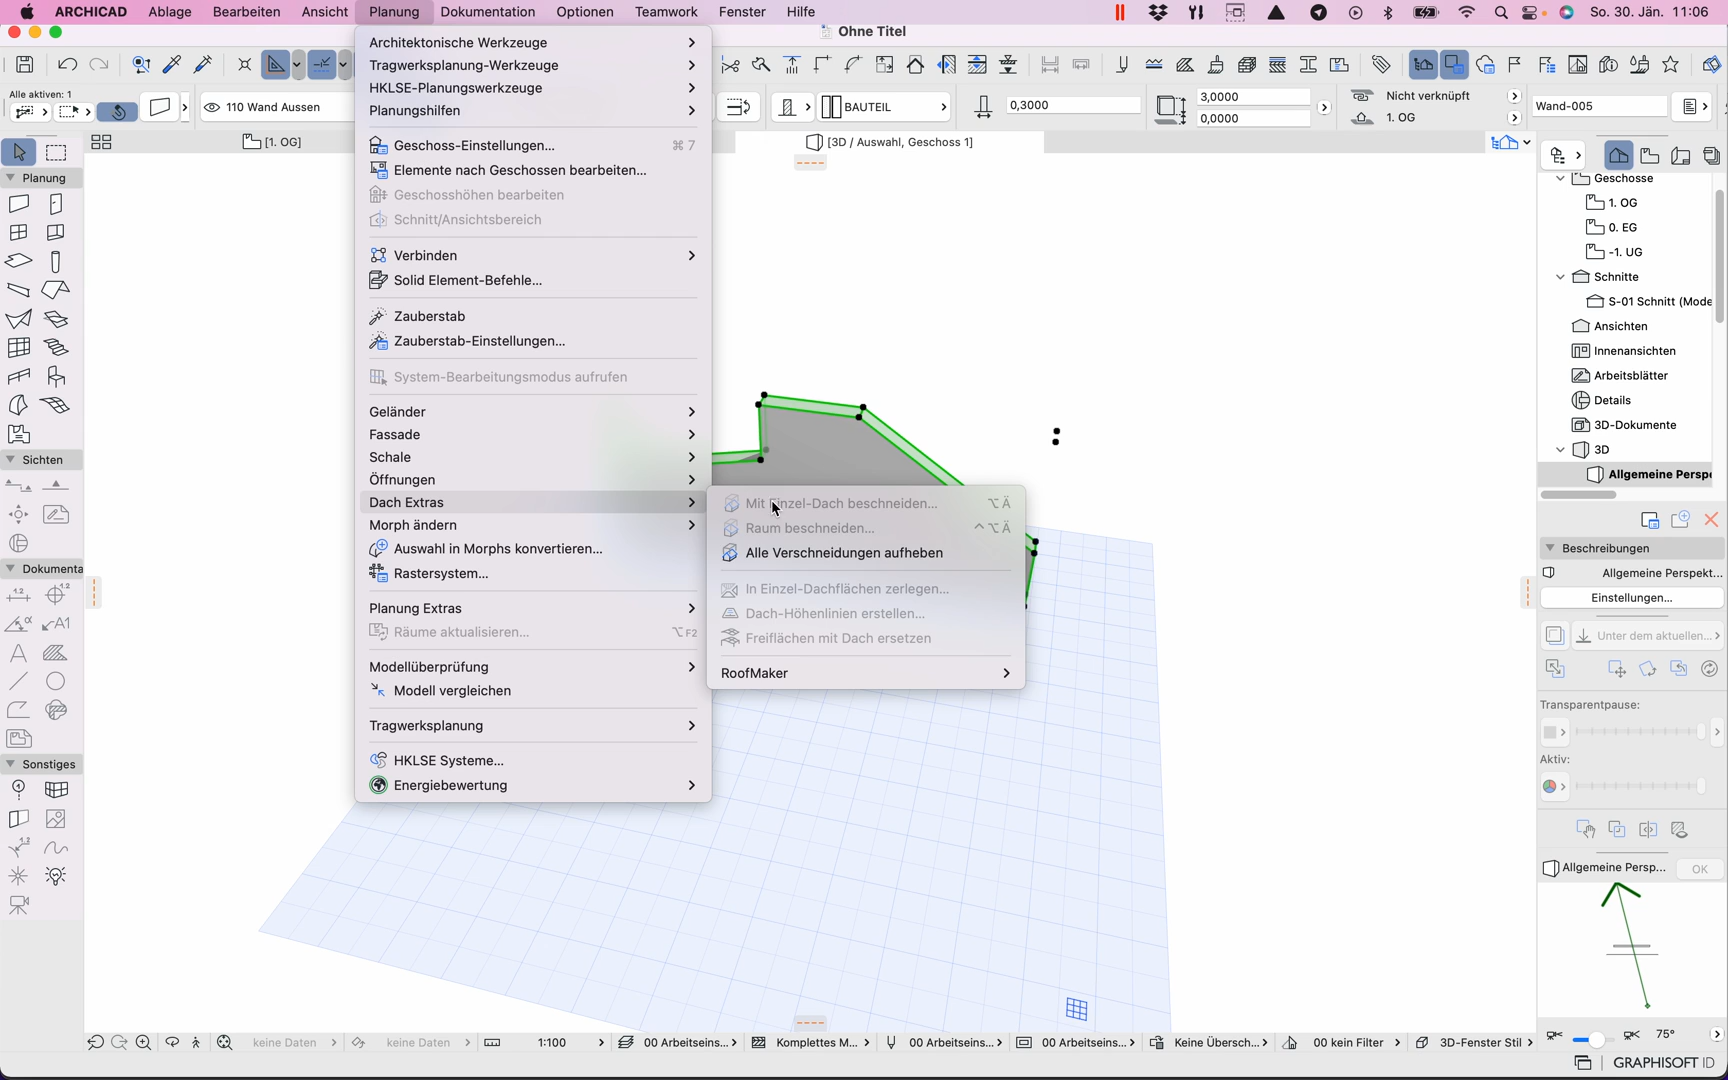 ARCHICAD Ablage Bearbeiten Ansicht Planung Dokumentation Optionen Teamwork Fenster Hilfe So. 30. Jän. 11:06
Ohne Titel
Alle aktiven: 1
110 Wand Aussen
BAUTEIL
0,3000
3,0000
0,0000
Nicht verknüpft
1. OG
Wand-005
[1. OG]
[3D / Auswahl, Geschoss 1]
Planung
Sichten
Dokumenta
Sonstiges
Architektonische Werkzeuge
Tragwerksplanung-Werkzeuge
HKLSE-Planungswerkzeuge
Planungshilfen
Geschoss-Einstellungen... ⌘ 7
Elemente nach Geschossen bearbeiten...
Geschosshöhen bearbeiten
Schnitt/Ansichtsbereich
Verbinden
Solid Element-Befehle...
Zauberstab
Zauberstab-Einstellungen...
System-Bearbeitungsmodus aufrufen
Geländer
Fassade
Schale
Öffnungen
Dach Extras
Morph ändern
Auswahl in Morphs konvertieren...
Rastersystem...
Planung Extras
Räume aktualisieren... ⌥F2
Modellüberprüfung
Modell vergleichen
Tragwerksplanung
HKLSE Systeme...
Energiebewertung
Mit Einzel-Dach beschneiden... ⌥Ä
Raum beschneiden... ^⌥Ä
Alle Verschneidungen aufheben
In Einzel-Dachflächen zerlegen...
Dach-Höhenlinien erstellen...
Freiflächen mit Dach ersetzen
RoofMaker
Geschosse
1. OG
0. EG
-1. UG
Schnitte
S-01 Schnitt (Mode
Ansichten
Innenansichten
Arbeitsblätter
Details
3D-Dokumente
3D
Allgemeine Persp
Beschreibungen
Allgemeine Perspekt...
Einstellungen...
Unter dem aktuellen...
Transparentpause:
Aktiv:
Allgemeine Persp... OK
75°
keine Daten keine Daten 1:100 00 Arbeitseins... Komplettes M... 00 Arbeitseins... 00 Arbeitseins... Keine Übersch... 00 kein Filter 3D-Fenster Stil
GRAPHISOFT ID